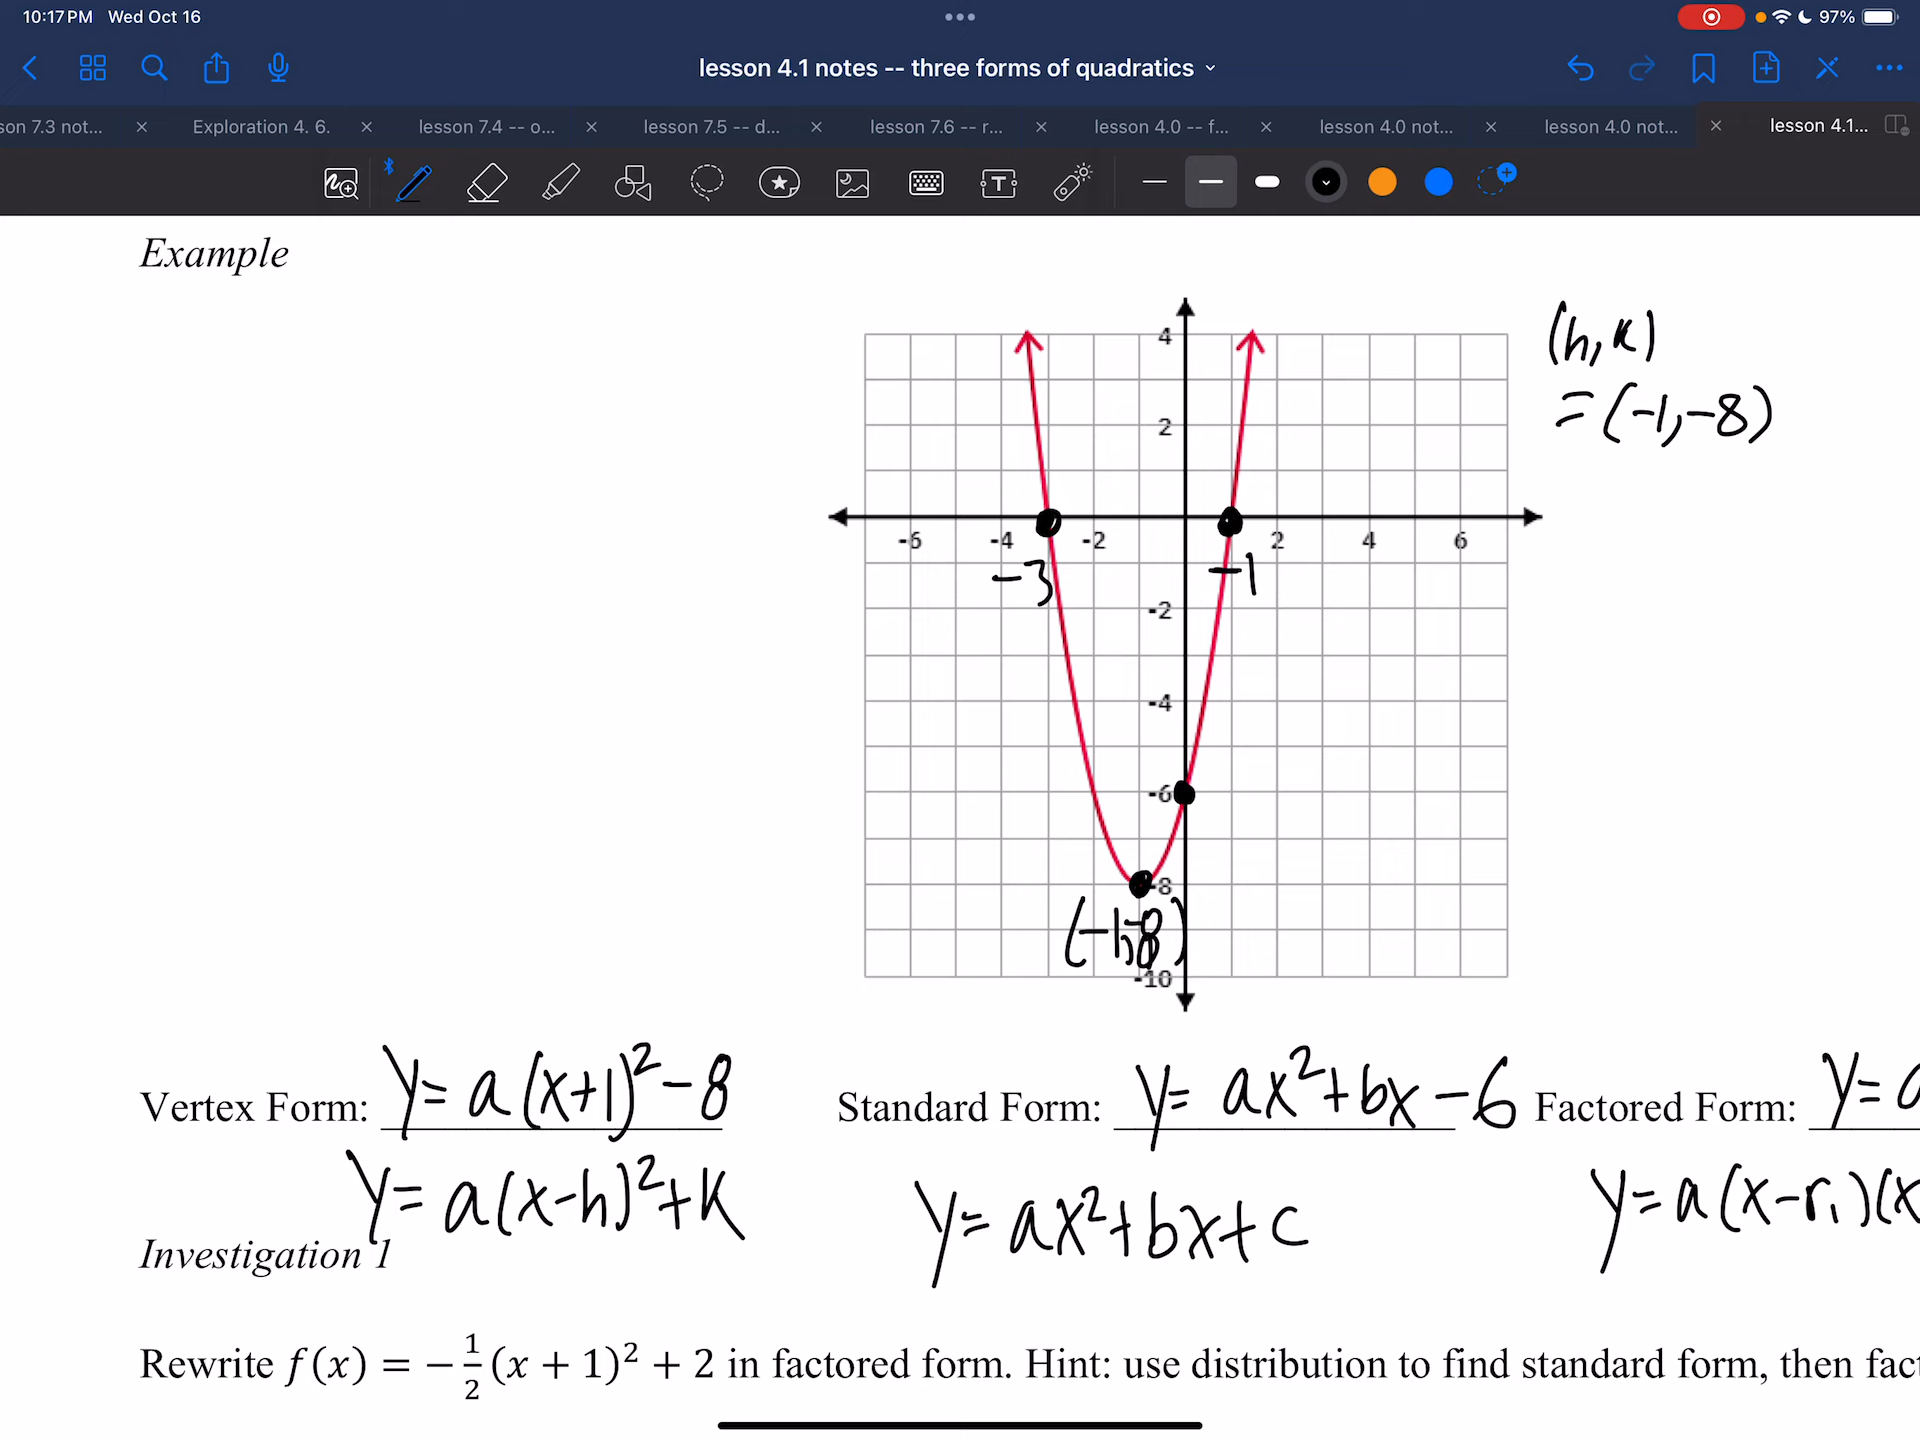 10:17 PM Wed Oct 16
97%
lesson 4.1 notes -- three forms of quadratics
son 7.3 not... Exploration 4. 6. lesson 7.4 -- o... lesson 7.5 -- d... lesson 7.6 -- r... lesson 4.0 -- f... lesson 4.0 not... lesson 4.0 not... lesson 4.1...
T
Example
(h,k)
= (-1,-8)
4
2
-6 -4 -2 2 4 6
-3 -1
-2
-4
-6
-8
(-1,-8)
-10
Vertex Form: y= a(x+1)²-8 Standard Form: y= ax²+bx-6 Factored Form: y= a
y= a(x-h)²+k y= ax²+bx+c y= a(x-r₁)(x
Investigation 1
Rewrite f(x) = −1/2(x + 1)² + 2 in factored form. Hint: use distribution to find standard form, then fact